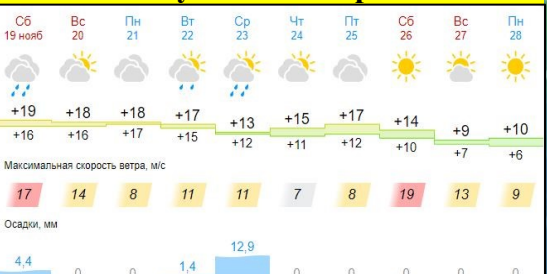 Сб Вс Пн Вт Ср Чт Пт Сб Вс Пн
19 нояб 20 21 22 23 24 25 26 27 28
+19 +18 +18 +17 +13 +15 +17 +14 +9 +10
+16 +16 +17 +15 +12 +11 +12 +10 +7 +6
Максимальная скорость ветра, м/с
17 14 8 11 11 7 8 19 13 9
Осадки, мм
4,4 0 0 1,4 12,9 0 0 0 0 0